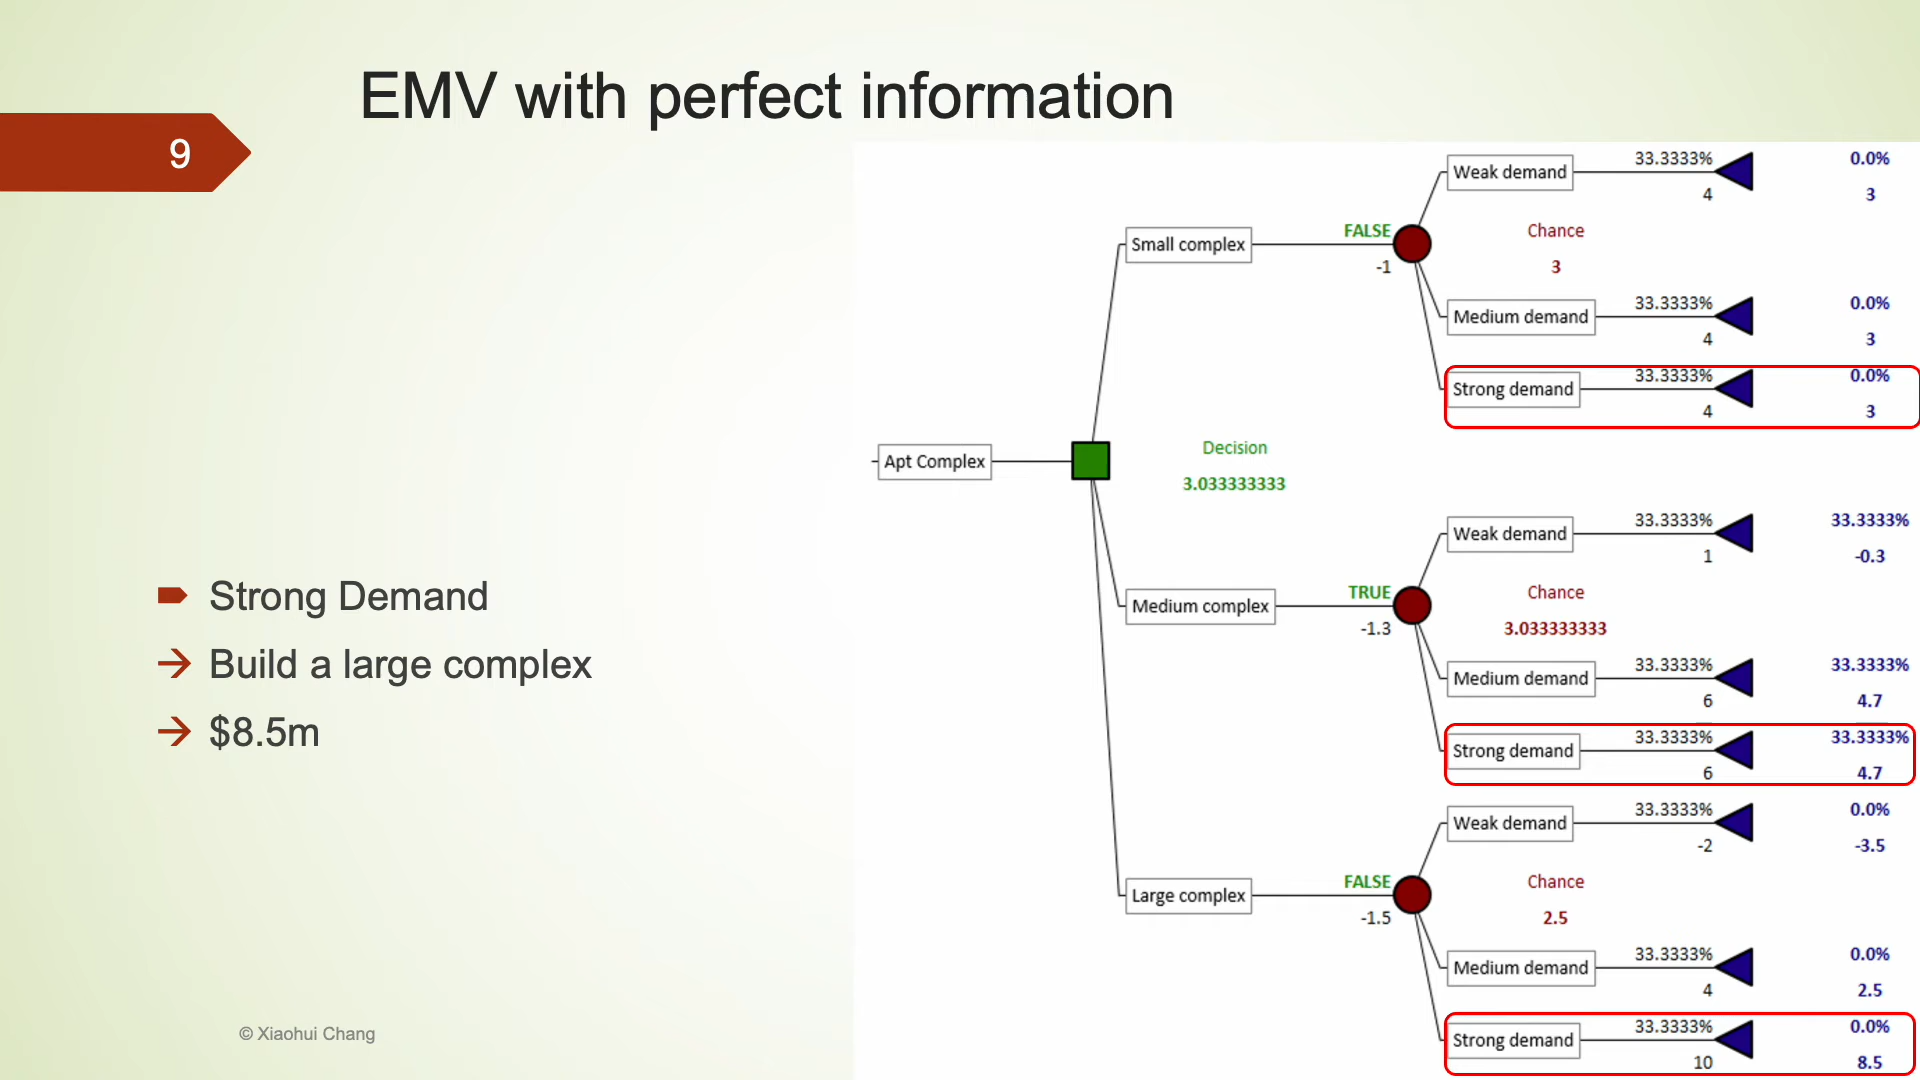 EMV with perfect information
9
Strong Demand
Build a large complex
$8.5m
© Xiaohui Chang
Apt Complex
Decision
3.033333333
Small complex
FALSE
-1
Chance
3
Weak demand
33.3333%
4
0.0%
3
Medium demand
33.3333%
4
0.0%
3
Strong demand
33.3333%
4
0.0%
3
Medium complex
TRUE
-1.3
Chance
3.033333333
Weak demand
33.3333%
1
33.3333%
-0.3
Medium demand
33.3333%
6
33.3333%
4.7
Strong demand
33.3333%
6
33.3333%
4.7
Large complex
FALSE
-1.5
Chance
2.5
Weak demand
33.3333%
-2
0.0%
-3.5
Medium demand
33.3333%
4
0.0%
2.5
Strong demand
33.3333%
10
0.0%
8.5